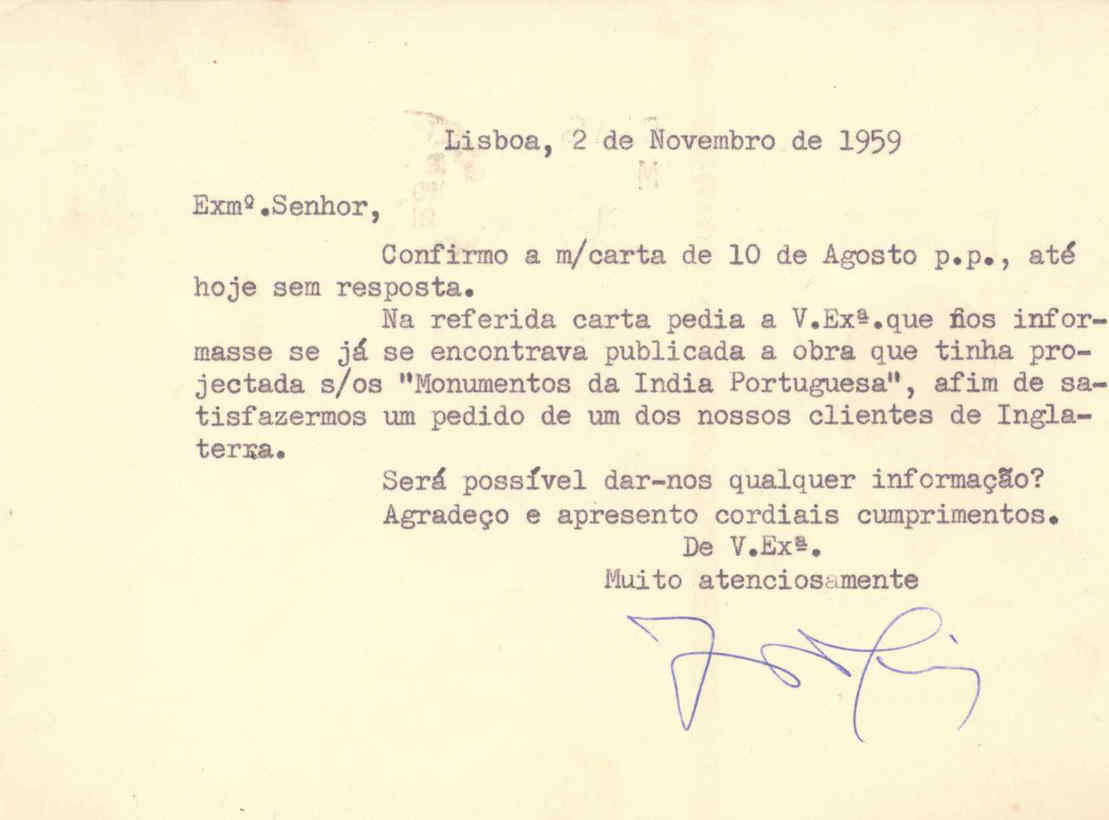 Lisboa, 2 de Novembro de 1959
Exmº.Senhor,
Confirmo a m/carta de 10 de Agosto p.p., até
hoje sem resposta.
Na referida carta pedia a V.Exª.que nos infor-
masse se já se encontrava publicada a obra que tinha pro-
jectada s/os "Monumentos da India Portuguesa", afim de sa-
tisfazermos um pedido de um dos nossos clientes de Ingla-
terra.
Será possível dar-nos qualquer informação?
Agradeço e apresento cordiais cumprimentos.
De V.Exª.
Muito atenciosamente